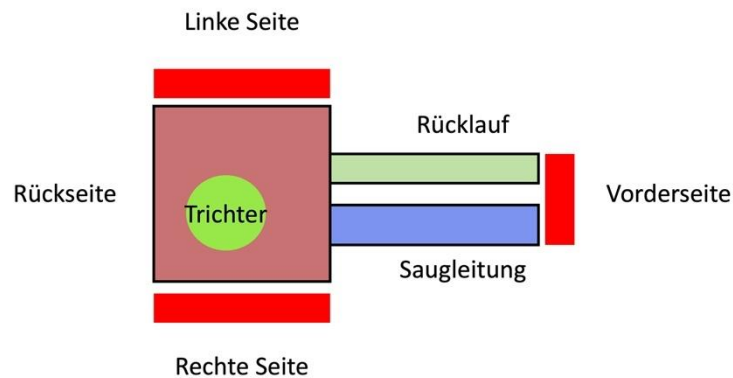 Linke Seite
Rücklauf
Rückseite
Trichter
Vorderseite
Saugleitung
Rechte Seite